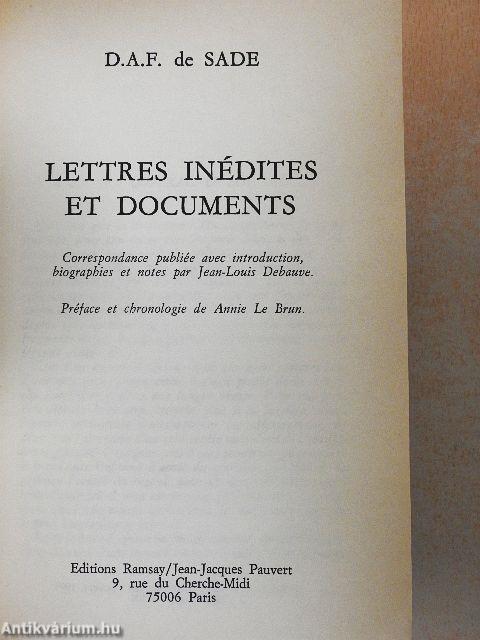 D.A.F. de SADE
LETTRES INÉDITES
ET DOCUMENTS
Correspondance publiée avec introduction,
biographies et notes par Jean-Louis Debauve.
Préface et chronologie de Annie Le Brun.
Editions Ramsay/Jean-Jacques Pauvert
9, rue du Cherche-Midi
75006 Paris
Antikvárium.hu